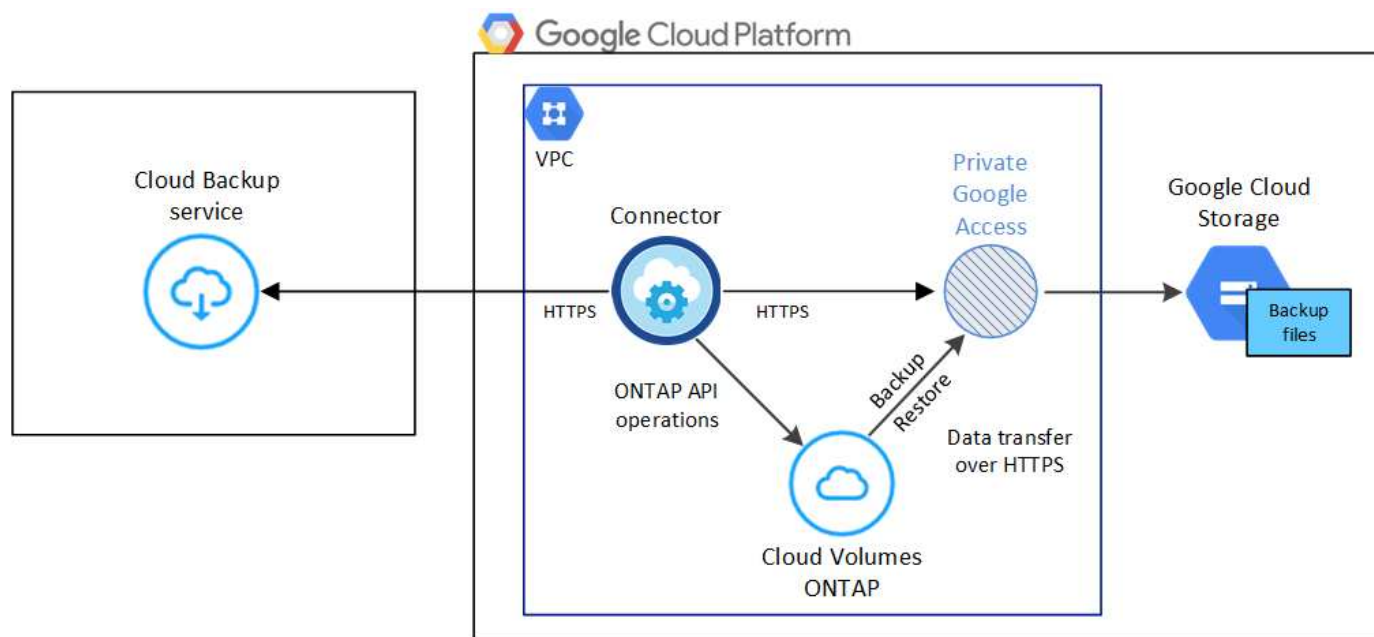 Google Cloud Platform
VPC
Cloud Backup
service
Connector
Private
Google
Access
Google Cloud
Storage
HTTPS
HTTPS
Backup
files
ONTAP API
operations
Backup
Restore
Data transfer
over HTTPS
Cloud Volumes
ONTAP